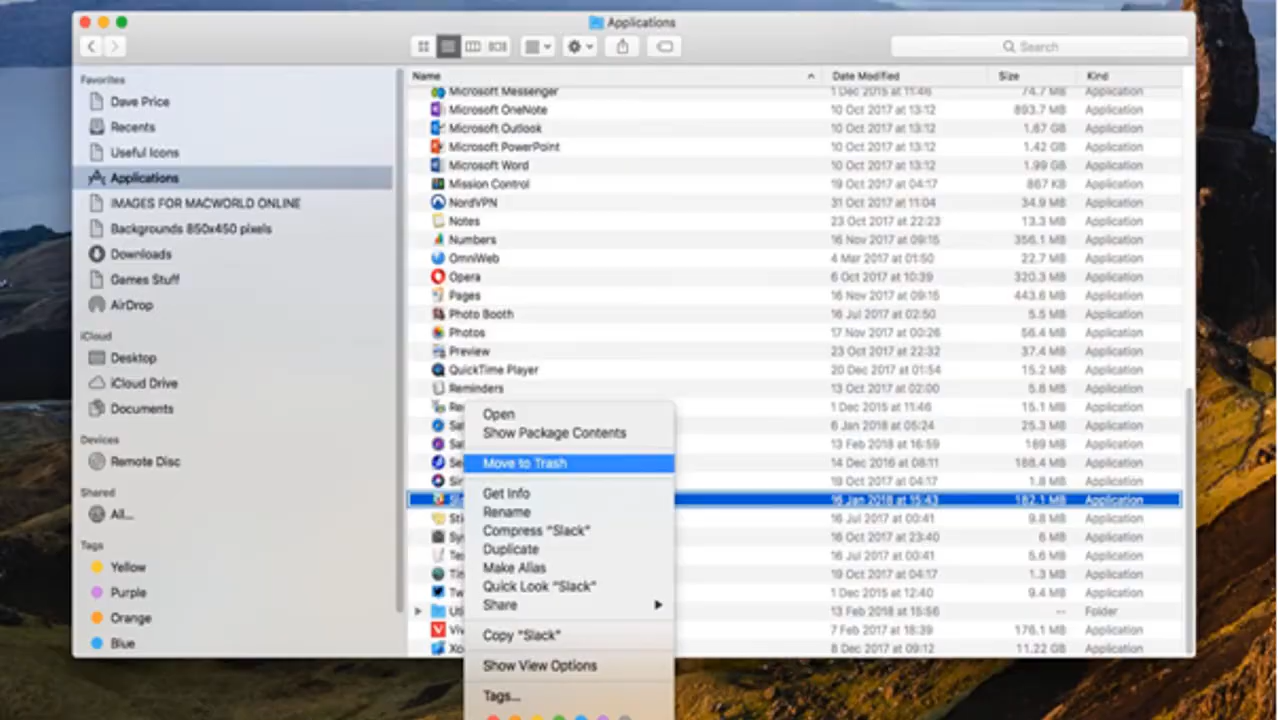 Applications
Search
Favorites
Dave Price
Recents
Useful Icons
Applications
IMAGES FOR MACWORLD ONLINE
Backgrounds 850x450 pixels
Downloads
Games Stuff
AirDrop
iCloud
Desktop
iCloud Drive
Documents
Devices
Remote Disc
Shared
All...
Tags
Yellow
Purple
Orange
Blue
Name Date Modified Size Kind
Microsoft Messenger 1 Dec 2015 at 11:46 74.7 MB Application
Microsoft OneNote 10 Oct 2017 at 13:12 893.7 MB Application
Microsoft Outlook 10 Oct 2017 at 13:12 1.87 GB Application
Microsoft PowerPoint 10 Oct 2017 at 13:12 1.42 GB Application
Microsoft Word 10 Oct 2017 at 13:12 1.99 GB Application
Mission Control 19 Oct 2017 at 04:17 867 KB Application
NordVPN 31 Oct 2017 at 11:04 34.9 MB Application
Notes 23 Oct 2017 at 22:23 13.3 MB Application
Numbers 16 Nov 2017 at 09:15 356.1 MB Application
OmniWeb 4 Mar 2017 at 01:50 22.7 MB Application
Opera 6 Oct 2017 at 10:39 320.3 MB Application
Pages 16 Nov 2017 at 09:15 443.6 MB Application
Photo Booth 16 Jul 2017 at 02:50 5.5 MB Application
Photos 17 Nov 2017 at 00:26 56.4 MB Application
Preview 23 Oct 2017 at 22:32 37.4 MB Application
QuickTime Player 20 Dec 2017 at 01:54 15.2 MB Application
Reminders 13 Oct 2017 at 02:00 5.8 MB Application
1 Dec 2015 at 11:46 15.1 MB Application
6 Jan 2018 at 05:24 25.3 MB Application
13 Feb 2018 at 16:59 189 MB Application
14 Dec 2016 at 08:11 188.4 MB Application
19 Oct 2017 at 04:17 1.8 MB Application
16 Jan 2018 at 15:43 182.1 MB Application
16 Jul 2017 at 00:41 9.8 MB Application
16 Oct 2017 at 23:40 6 MB Application
16 Jul 2017 at 00:41 5.6 MB Application
19 Oct 2017 at 04:17 1.3 MB Application
1 Dec 2015 at 12:40 9.4 MB Application
13 Feb 2018 at 15:56 -- Folder
7 Feb 2017 at 18:39 176.1 MB Application
8 Dec 2017 at 09:12 11.22 GB Application
Open
Show Package Contents
Move to Trash
Get Info
Rename
Compress "Slack"
Duplicate
Make Alias
Quick Look "Slack"
Share
Copy "Slack"
Show View Options
Tags...